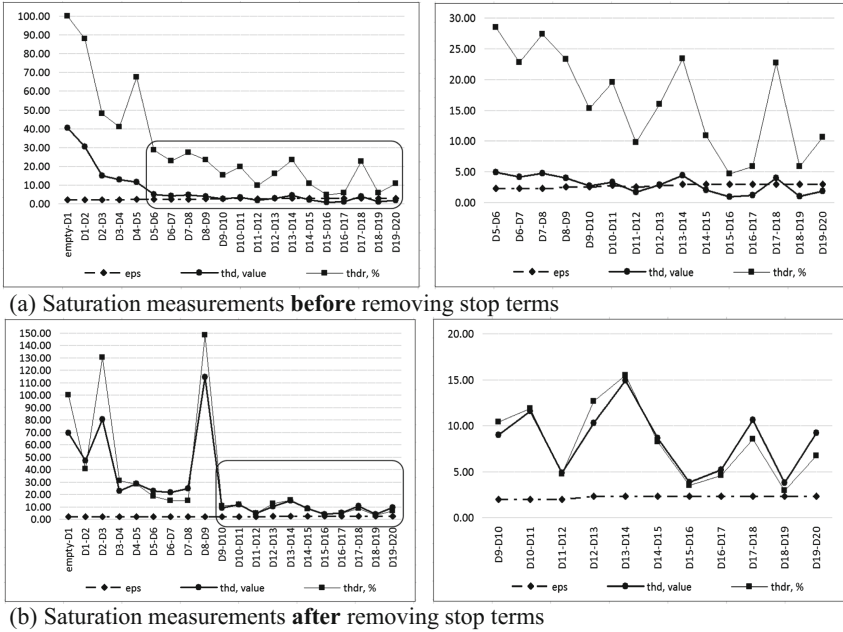 100.00
90.00
80.00
70.00
60.00
50.00
40.00
30.00
20.00
10.00
0.00
empty-D1
D1-D2
D2-D3
D3-D4
D4-D5
D5-D6
D6-D7
D7-D8
D8-D9
D9-D10
D10-D11
D11-D12
D12-D13
D13-D14
D14-D15
D15-D16
D16-D17
D17-D18
D18-D19
D19-D20
eps thd, value thdr, %
30.00
25.00
20.00
15.00
10.00
5.00
0.00
D5-D6
D6-D7
D7-D8
D8-D9
D9-D10
D10-D11
D11-D12
D12-D13
D13-D14
D14-D15
D15-D16
D16-D17
D17-D18
D18-D19
D19-D20
eps thd, value thdr, %
(a) Saturation measurements before removing stop terms
150.00
140.00
130.00
120.00
110.00
100.00
90.00
80.00
70.00
60.00
50.00
40.00
30.00
20.00
10.00
0.00
empty-D1
D1-D2
D2-D3
D3-D4
D4-D5
D5-D6
D6-D7
D7-D8
D8-D9
D9-D10
D10-D11
D11-D12
D12-D13
D13-D14
D14-D15
D15-D16
D16-D17
D17-D18
D18-D19
D19-D20
eps thd, value thdr, %
20.00
15.00
10.00
5.00
0.00
D9-D10
D10-D11
D11-D12
D12-D13
D13-D14
D14-D15
D15-D16
D16-D17
D17-D18
D18-D19
D19-D20
eps thd, value thdr, %
(b) Saturation measurements after removing stop terms